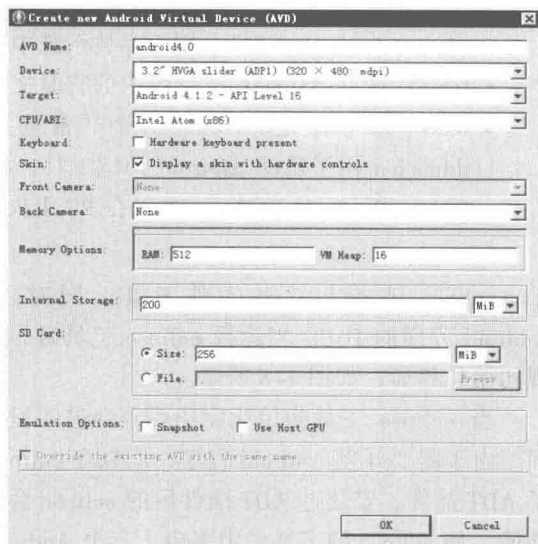 Create new Android Virtual Device (AVD)
AVD Name: android4.0
Device: 3.2" HVGA slider (ADP1) (320 × 480 mdpi)
Target: Android 4.1.2 - API Level 16
CPU/ABI: Intel Atom (x86)
Keyboard: Hardware keyboard present
Skin: Display a skin with hardware controls
Front Camera: None
Back Camera: None
Memory Options: RAM: 512 VM Heap: 16
Internal Storage: 200 MiB
SD Card:
Size: 256 MiB
File: Browse...
Emulation Options: Snapshot Use Host GPU
Override the existing AVD with the same name
OK Cancel